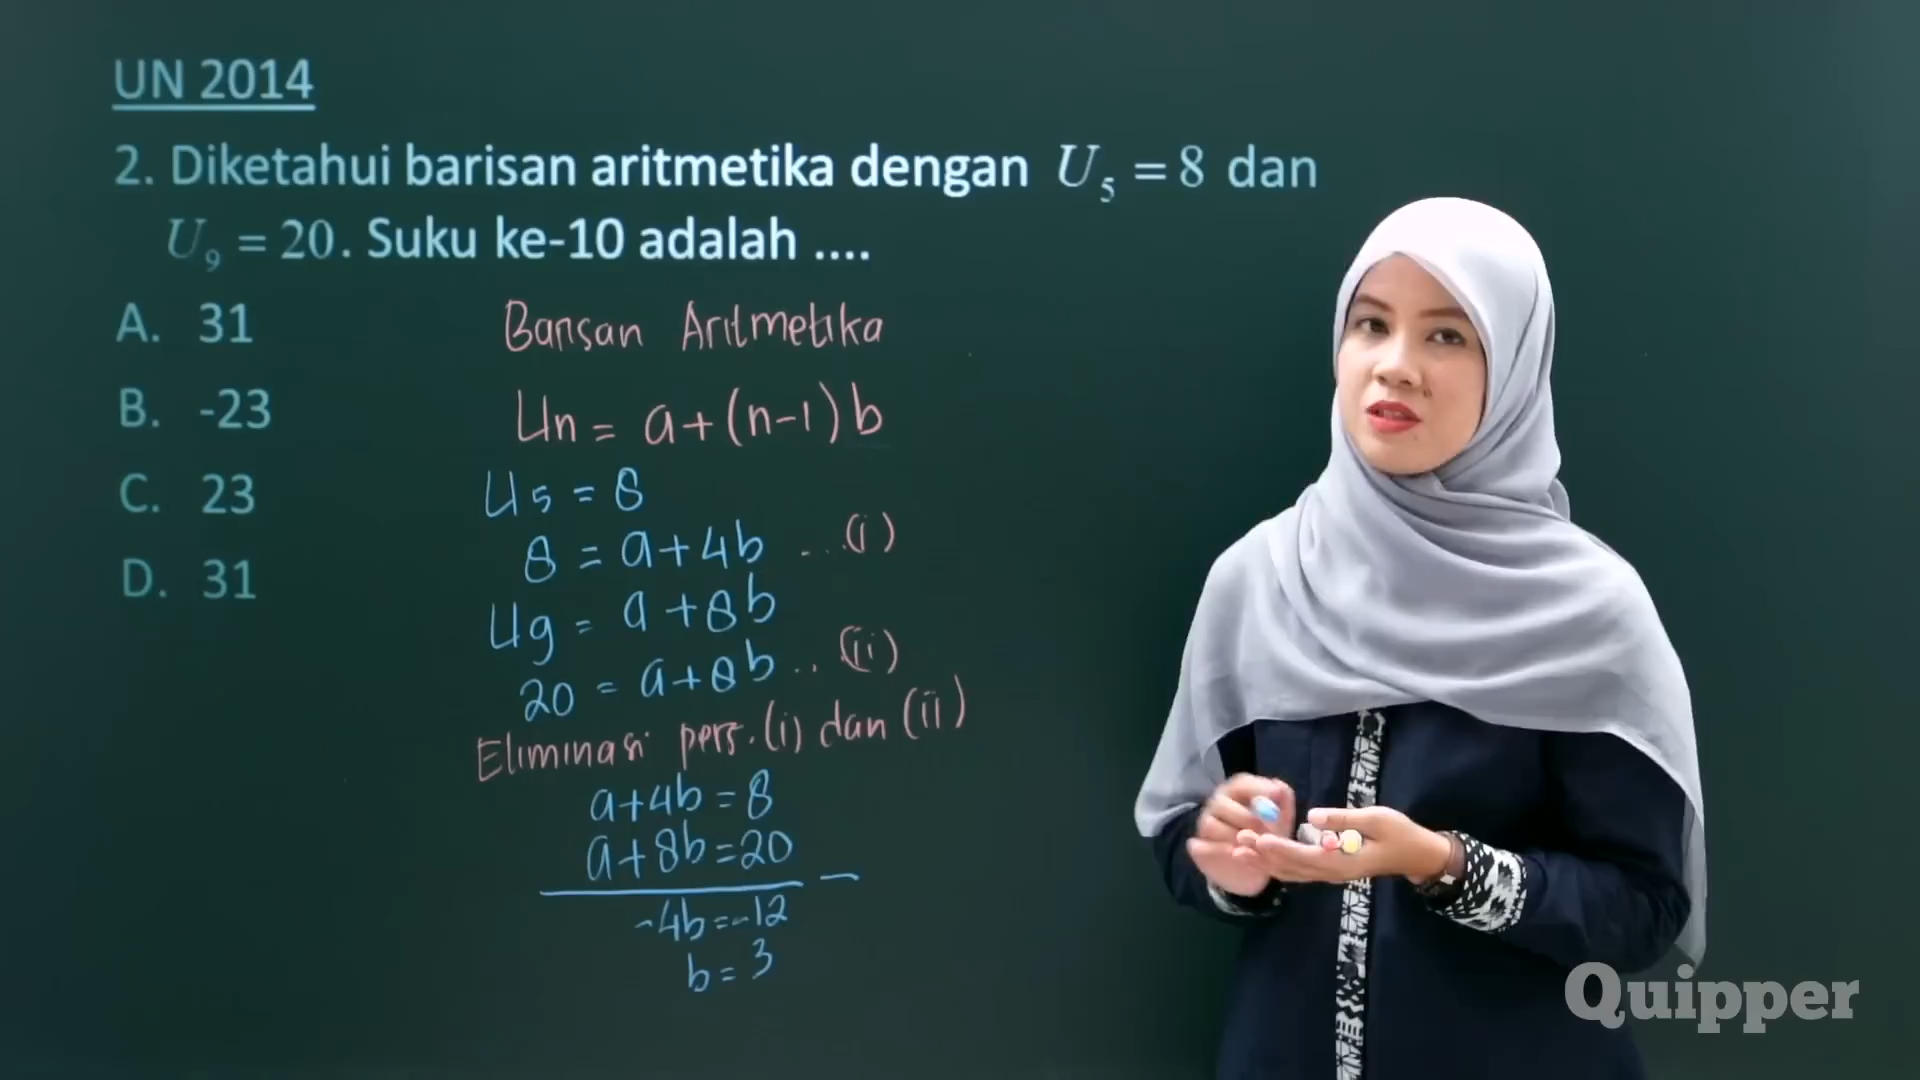 UN 2014
2. Diketahui barisan aritmetika dengan U₅ = 8 dan
U₉ = 20. Suku ke-10 adalah ....
A. 31
B. -23
C. 23
D. 31
Barisan Aritmetika
Un = a+(n-1)b
U5 = 8
8 = a+4b ...(i)
U9 = a+8b
20 = a+8b .. (ii)
Eliminasi pers.(i) dan (ii)
a+4b=8
a+8b=20 -
-4b=-12
b=3
Quipper